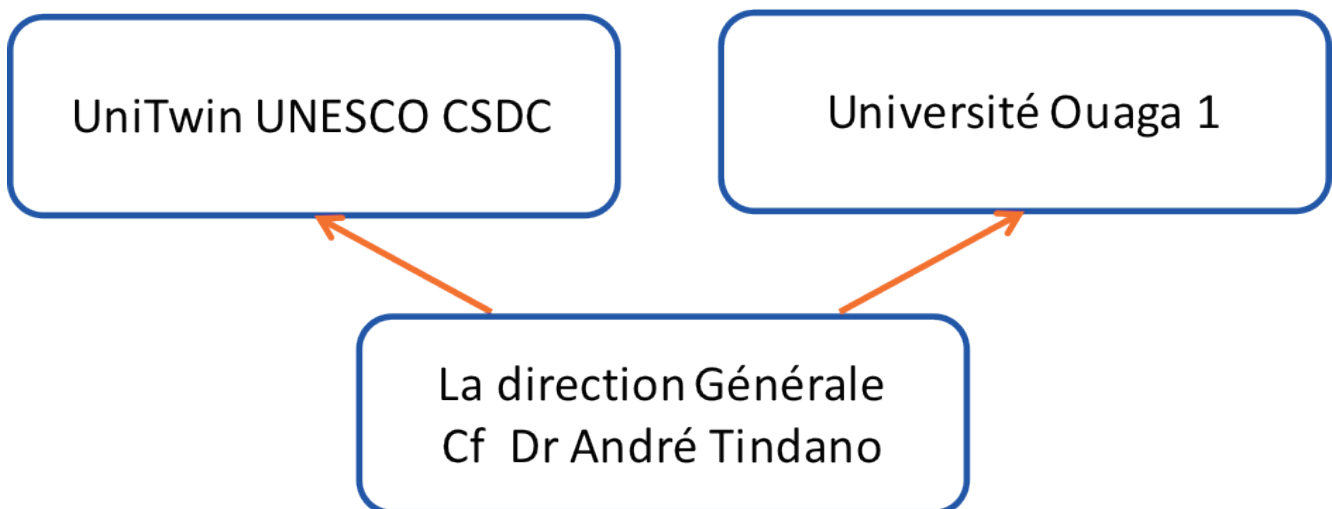 UniTwin UNESCO CSDC
Université Ouaga 1
La direction Générale
Cf Dr André Tindano